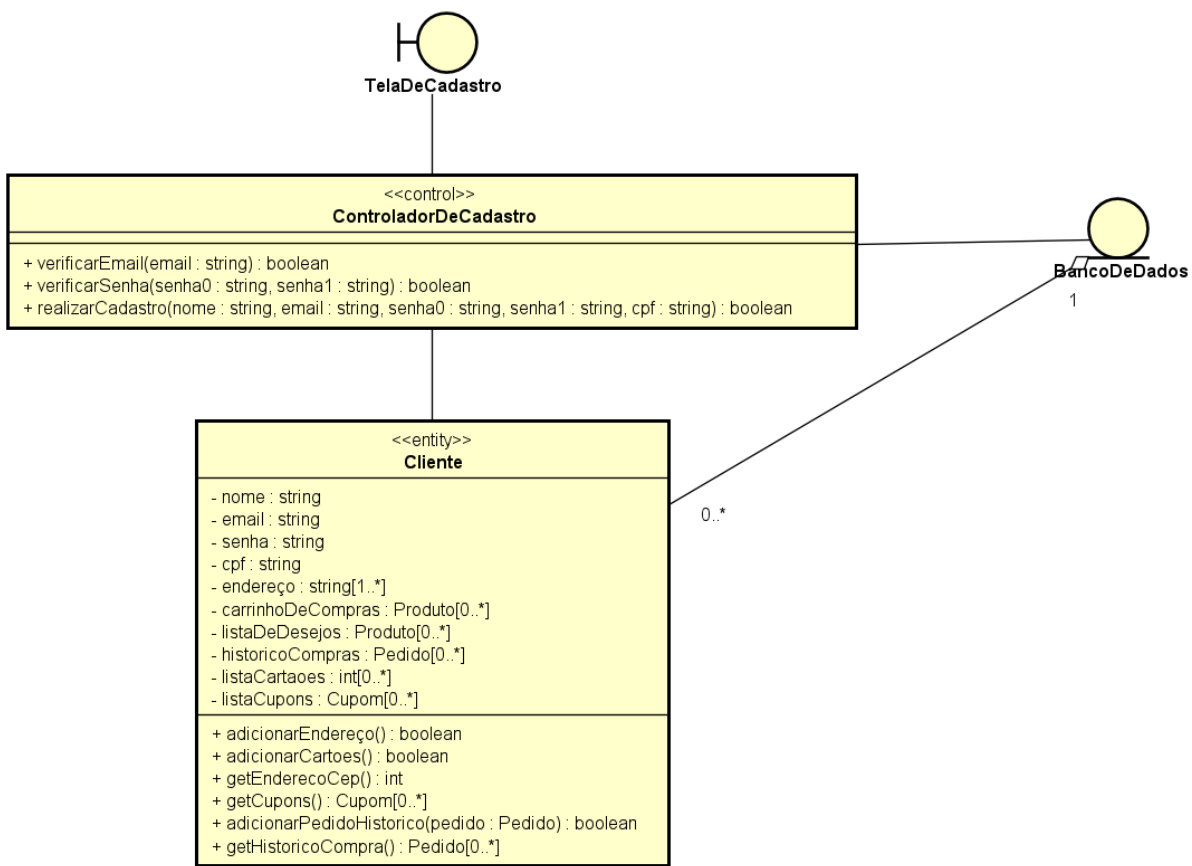 TelaDeCadastro
<<control>>
ControladorDeCadastro
+ verificarEmail(email : string) : boolean
+ verificarSenha(senha0 : string, senha1 : string) : boolean
+ realizarCadastro(nome : string, email : string, senha0 : string, senha1 : string, cpf : string) : boolean
BancoDeDados
1
<<entity>>
Cliente
- nome : string
- email : string
- senha : string
- cpf : string
- endereço : string[1..*]
- carrinhoDeCompras : Produto[0..*]
- listaDeDesejos : Produto[0..*]
- historicoCompras : Pedido[0..*]
- listaCartaoes : int[0..*]
- listaCupons : Cupom[0..*]
0..*
+ adicionarEndereço() : boolean
+ adicionarCartoes() : boolean
+ getEnderecoCep() : int
+ getCupons() : Cupom[0..*]
+ adicionarPedidoHistorico(pedido : Pedido) : boolean
+ getHistoricoCompra() : Pedido[0..*]